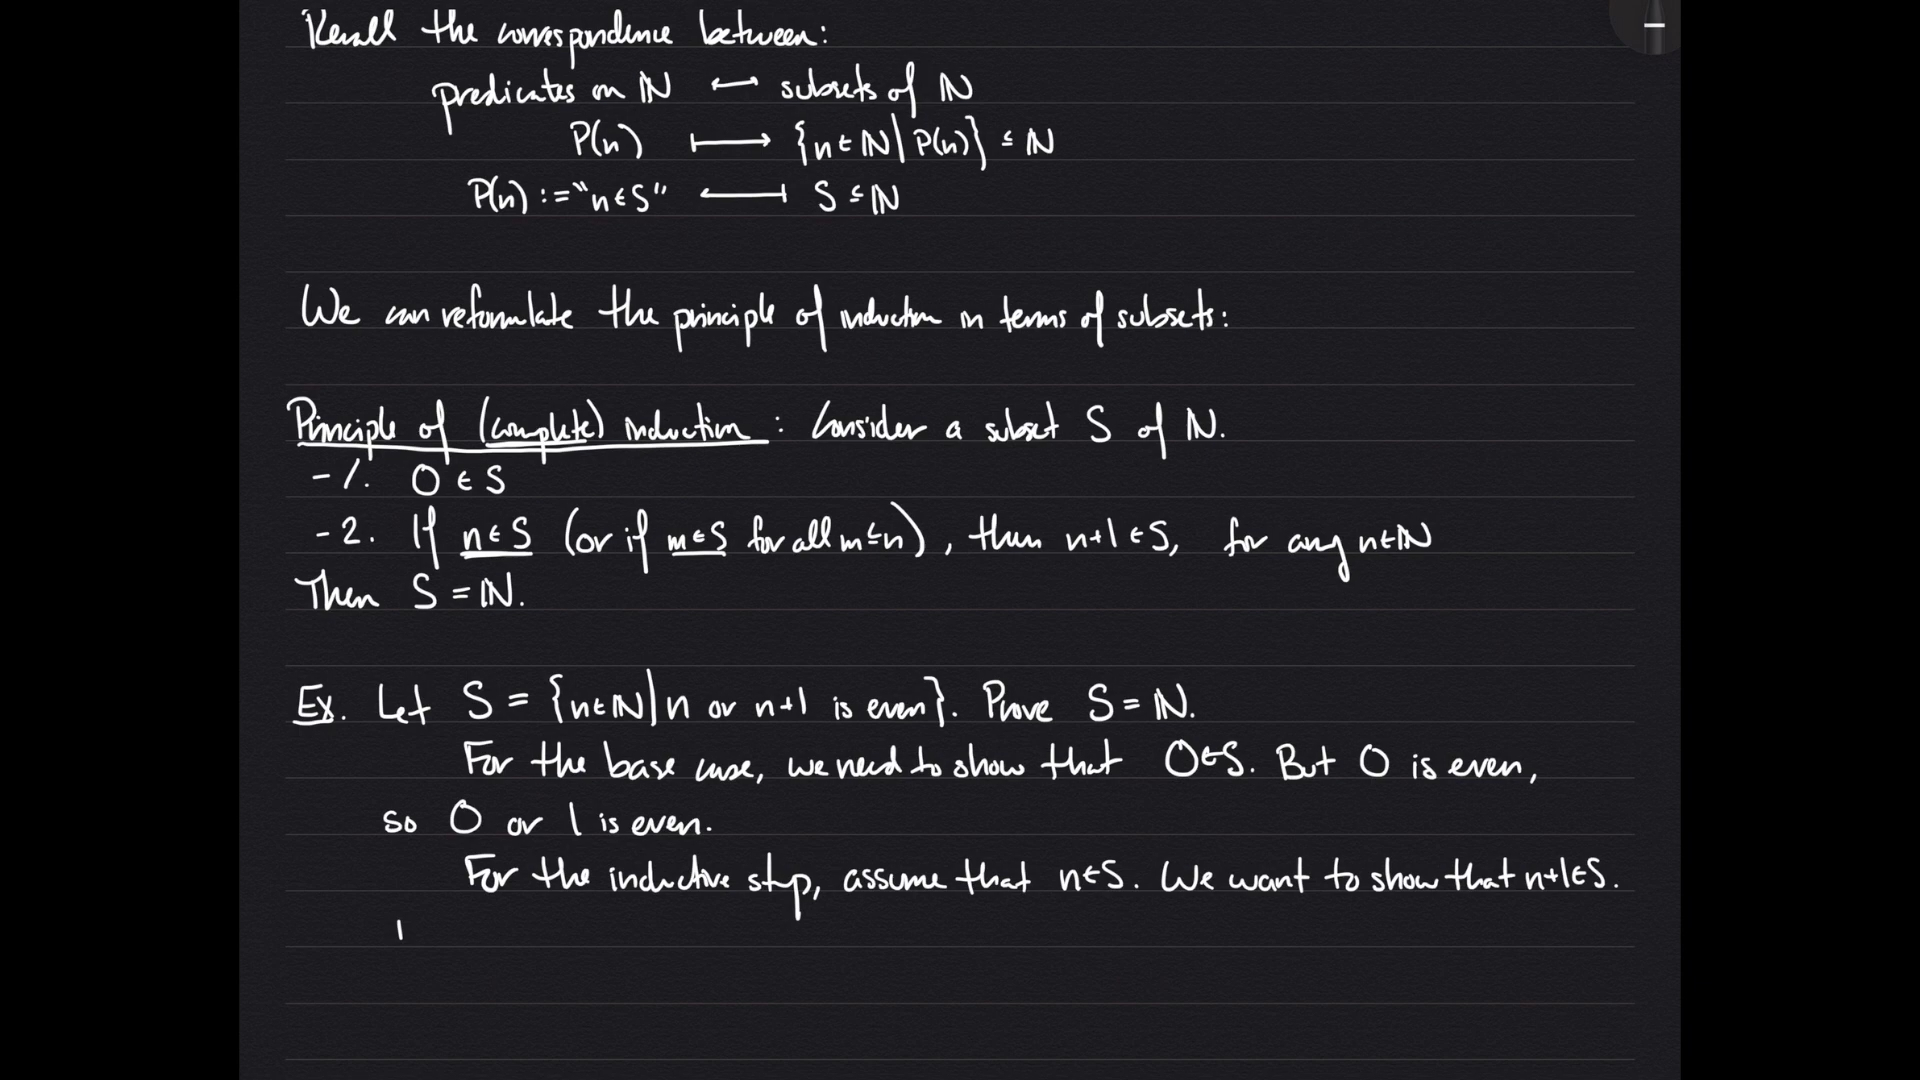 Recall the correspondence between:
predicates on ℕ ↔ subsets of ℕ
P(n) ⟼ {n ∈ ℕ | P(n)} ⊆ ℕ
P(n) := "n ∈ S" ⟻ S ⊆ ℕ
We can reformulate the principle of induction in terms of subsets:
Principle of (complete) induction : Consider a subset S of ℕ.
- 1. 0 ∈ S
- 2. If n ∈ S (or if m ∈ S for all m ≤ n), then n+1 ∈ S, for any n ∈ ℕ
Then S = ℕ.
Ex. Let S = {n ∈ ℕ | n or n+1 is even}. Prove S = ℕ.
For the base case, we need to show that 0 ∈ S. But 0 is even,
so 0 or 1 is even.
For the inductive step, assume that n ∈ S. We want to show that n+1 ∈ S.
I